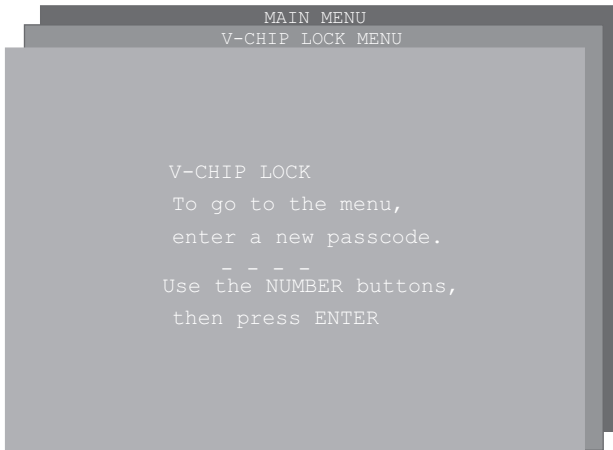 MAIN MENU
V-CHIP LOCK MENU
V-CHIP LOCK
To go to the menu,
enter a new passcode.
_ _ _ _
Use the NUMBER buttons,
then press ENTER